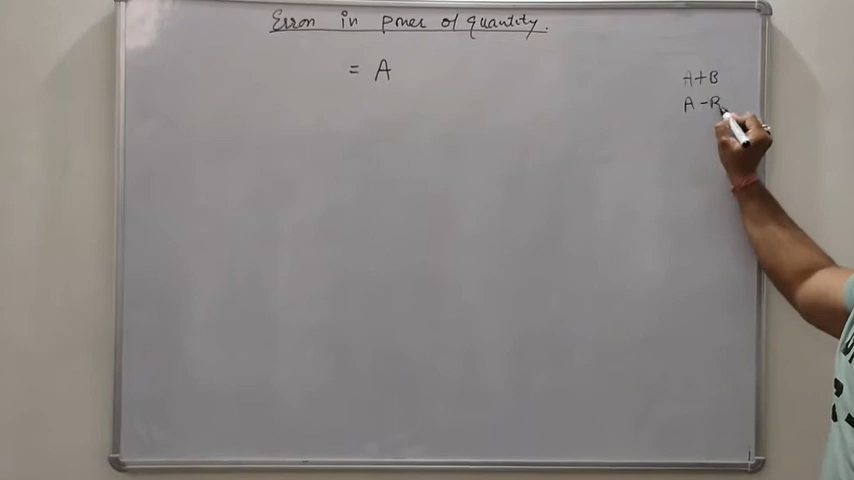 Error in power of quantity.
= A
A+B
A-B